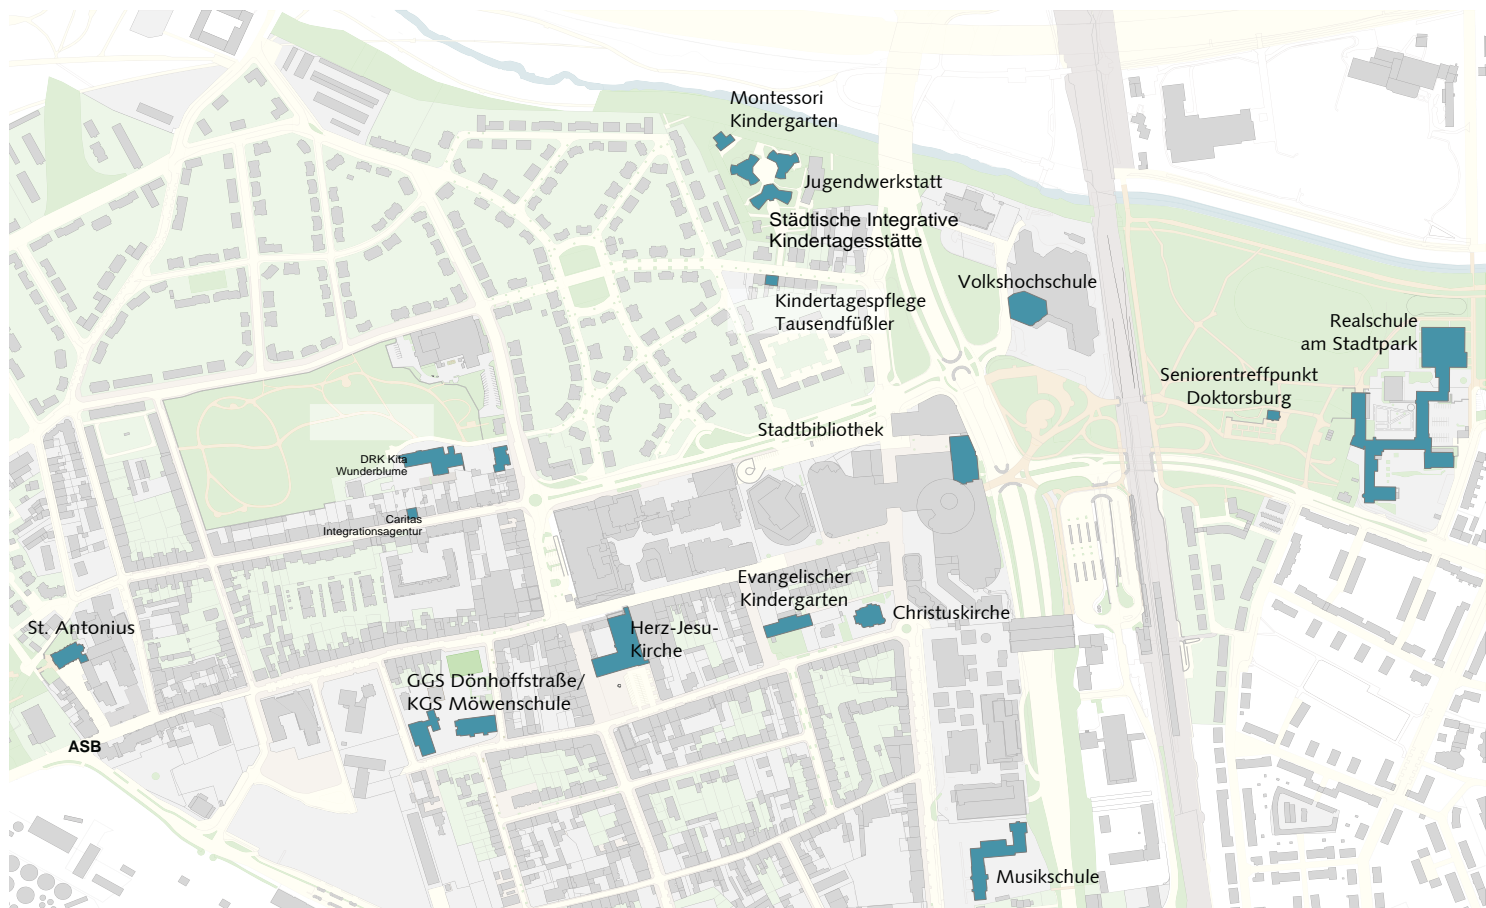 Montessori
Kindergarten
Jugendwerkstatt
Städtische Integrative
Kindertagesstätte
Volkshochschule
Kindertagespflege
Tausendfüßler
Realschule
am Stadtpark
Seniorentreffpunkt
Doktorsburg
Stadtbibliothek
DRK Kita
Wunderblume
Caritas
Integrationsagentur
Evangelischer
Kindergarten
Christuskirche
St. Antonius
Herz-Jesu-
Kirche
GGS Dönhoffstraße/
KGS Möwenschule
ASB
Musikschule